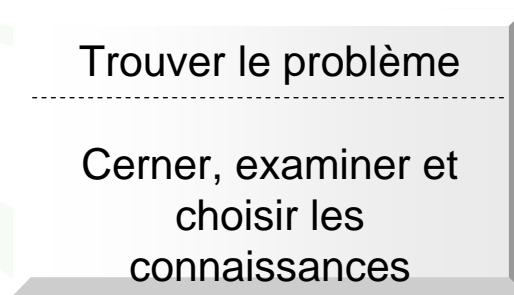 Trouver le problème
Cerner, examiner et
choisir les
connaissances